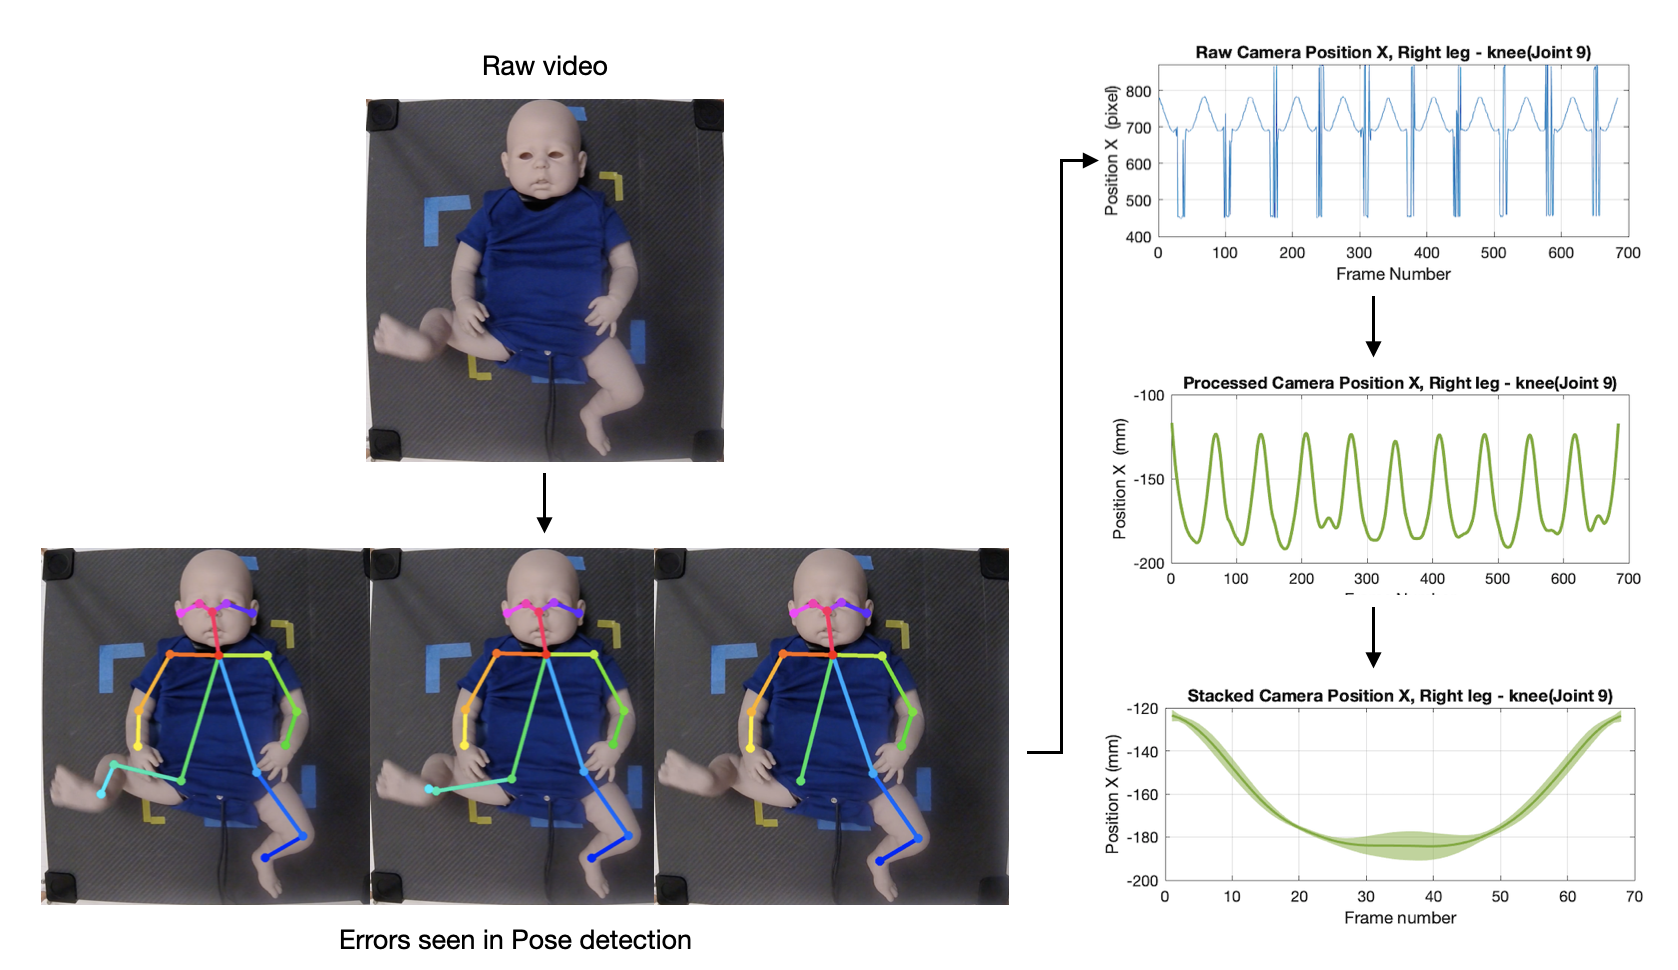 Raw video
Errors seen in Pose detection
Raw Camera Position X, Right leg - knee(Joint 9)
Position X (pixel)
800
700
600
500
400
0 100 200 300 400 500 600 700
Frame Number
Processed Camera Position X, Right leg - knee(Joint 9)
Position X (mm)
-100
-150
-200
0 100 200 300 400 500 600 700
Stacked Camera Position X, Right leg - knee(Joint 9)
Position X (mm)
-120
-140
-160
-180
-200
0 10 20 30 40 50 60 70
Frame number